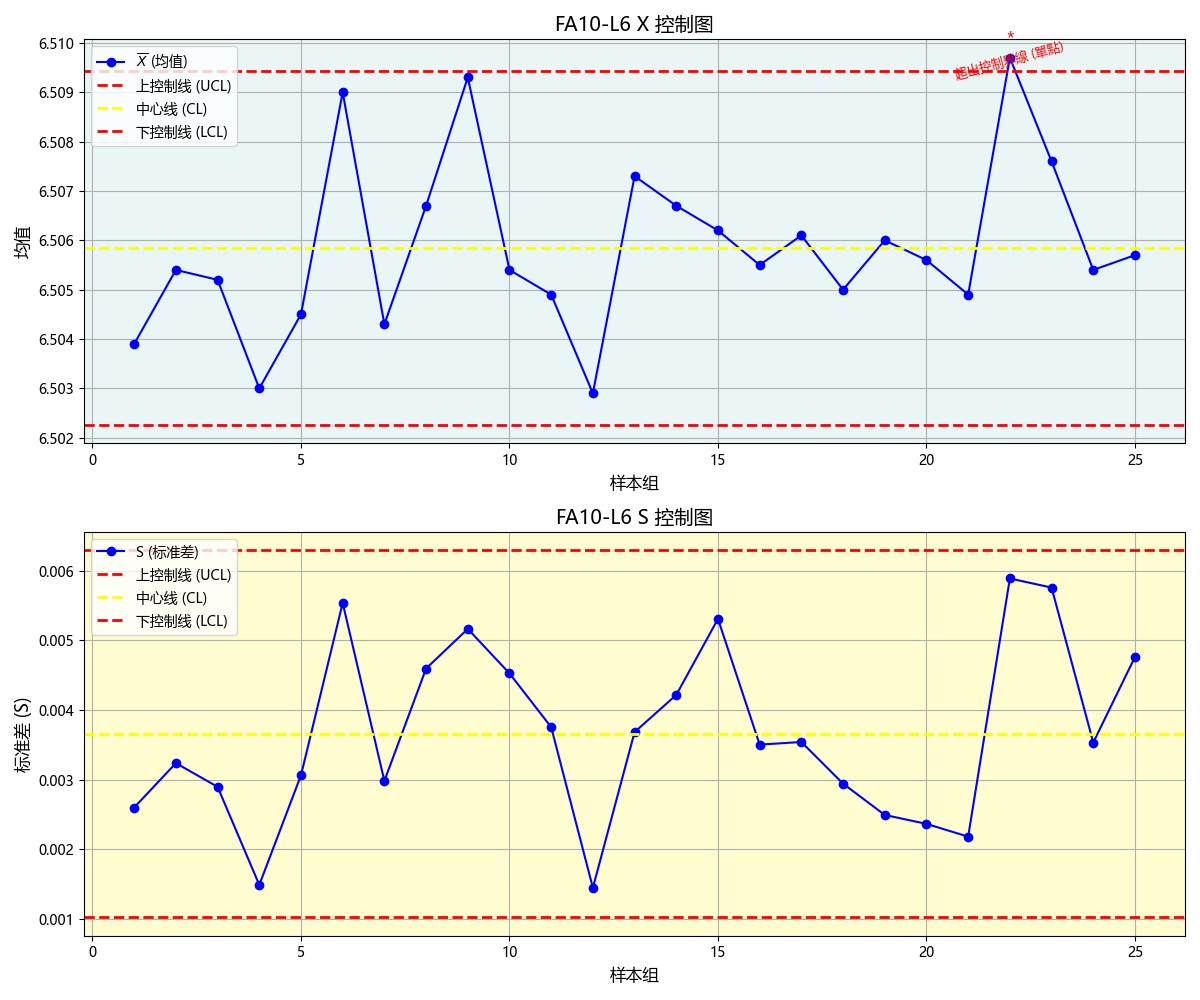 FA10-L6 X 控制图
6.510
6.509
6.508
6.507
6.506
6.505
6.504
6.503
6.502
均值
X (均值)
上控制线 (UCL)
中心线 (CL)
下控制线 (LCL)
*
超出控制界線 (單點)
0
5
10
15
20
25
样本组
FA10-L6 S 控制图
0.006
0.005
0.004
0.003
0.002
0.001
标准差 (S)
S (标准差)
上控制线 (UCL)
中心线 (CL)
下控制线 (LCL)
0
5
10
15
20
25
样本组